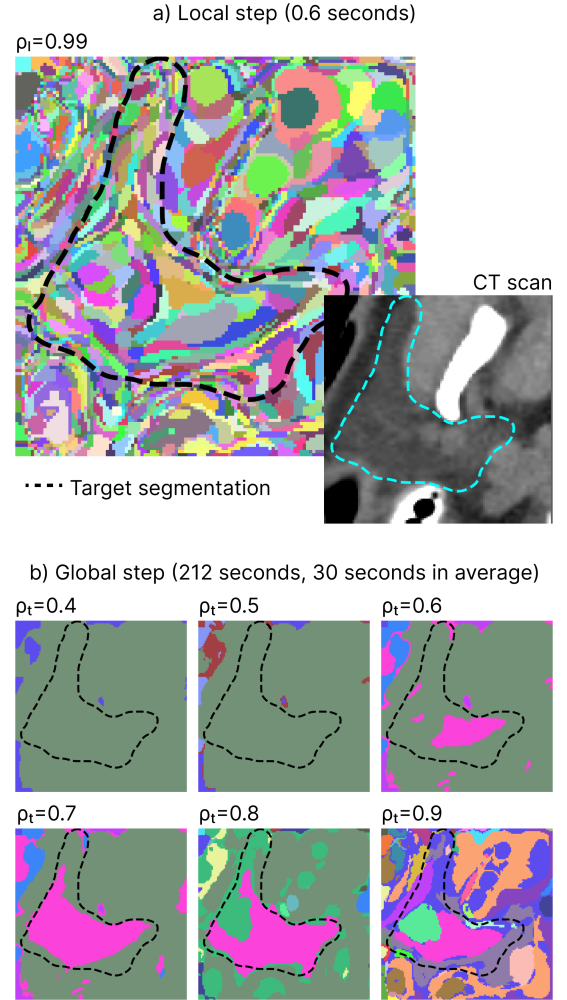 a) Local step (0.6 seconds)
ρₗ=0.99
CT scan
Target segmentation
b) Global step (212 seconds, 30 seconds in average)
ρₜ=0.4 ρₜ=0.5 ρₜ=0.6
ρₜ=0.7 ρₜ=0.8 ρₜ=0.9